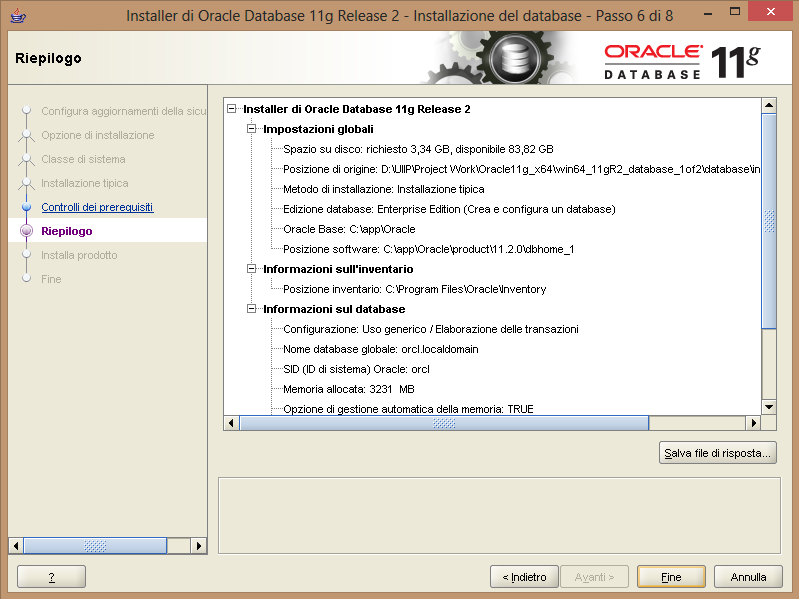 Installer di Oracle Database 11g Release 2 - Installazione del database - Passo 6 di 8
Riepilogo
ORACLE
DATABASE
11g
Configura aggiornamenti della sicu
Opzione di installazione
Classe di sistema
Installazione tipica
Controlli dei prerequisiti
Riepilogo
Installa prodotto
Fine
Installer di Oracle Database 11g Release 2
Impostazioni globali
Spazio su disco: richiesto 3,34 GB, disponibile 83,82 GB
Posizione di origine: D:\UIIP\Project Work\Oracle11g_x64\win64_11gR2_database_1of2\database\in
Metodo di installazione: Installazione tipica
Edizione database: Enterprise Edition (Crea e configura un database)
Oracle Base: C:\app\Oracle
Posizione software: C:\app\Oracle\product\11.2.0\dbhome_1
Informazioni sull'inventario
Posizione inventario: C:\Program Files\Oracle\Inventory
Informazioni sul database
Configurazione: Uso generico / Elaborazione delle transazioni
Nome database globale: orcl.localdomain
SID (ID di sistema) Oracle: orcl
Memoria allocata: 3231 MB
Opzione di gestione automatica della memoria: TRUE
Salva file di risposta...
?
< Indietro
Avanti >
Fine
Annulla